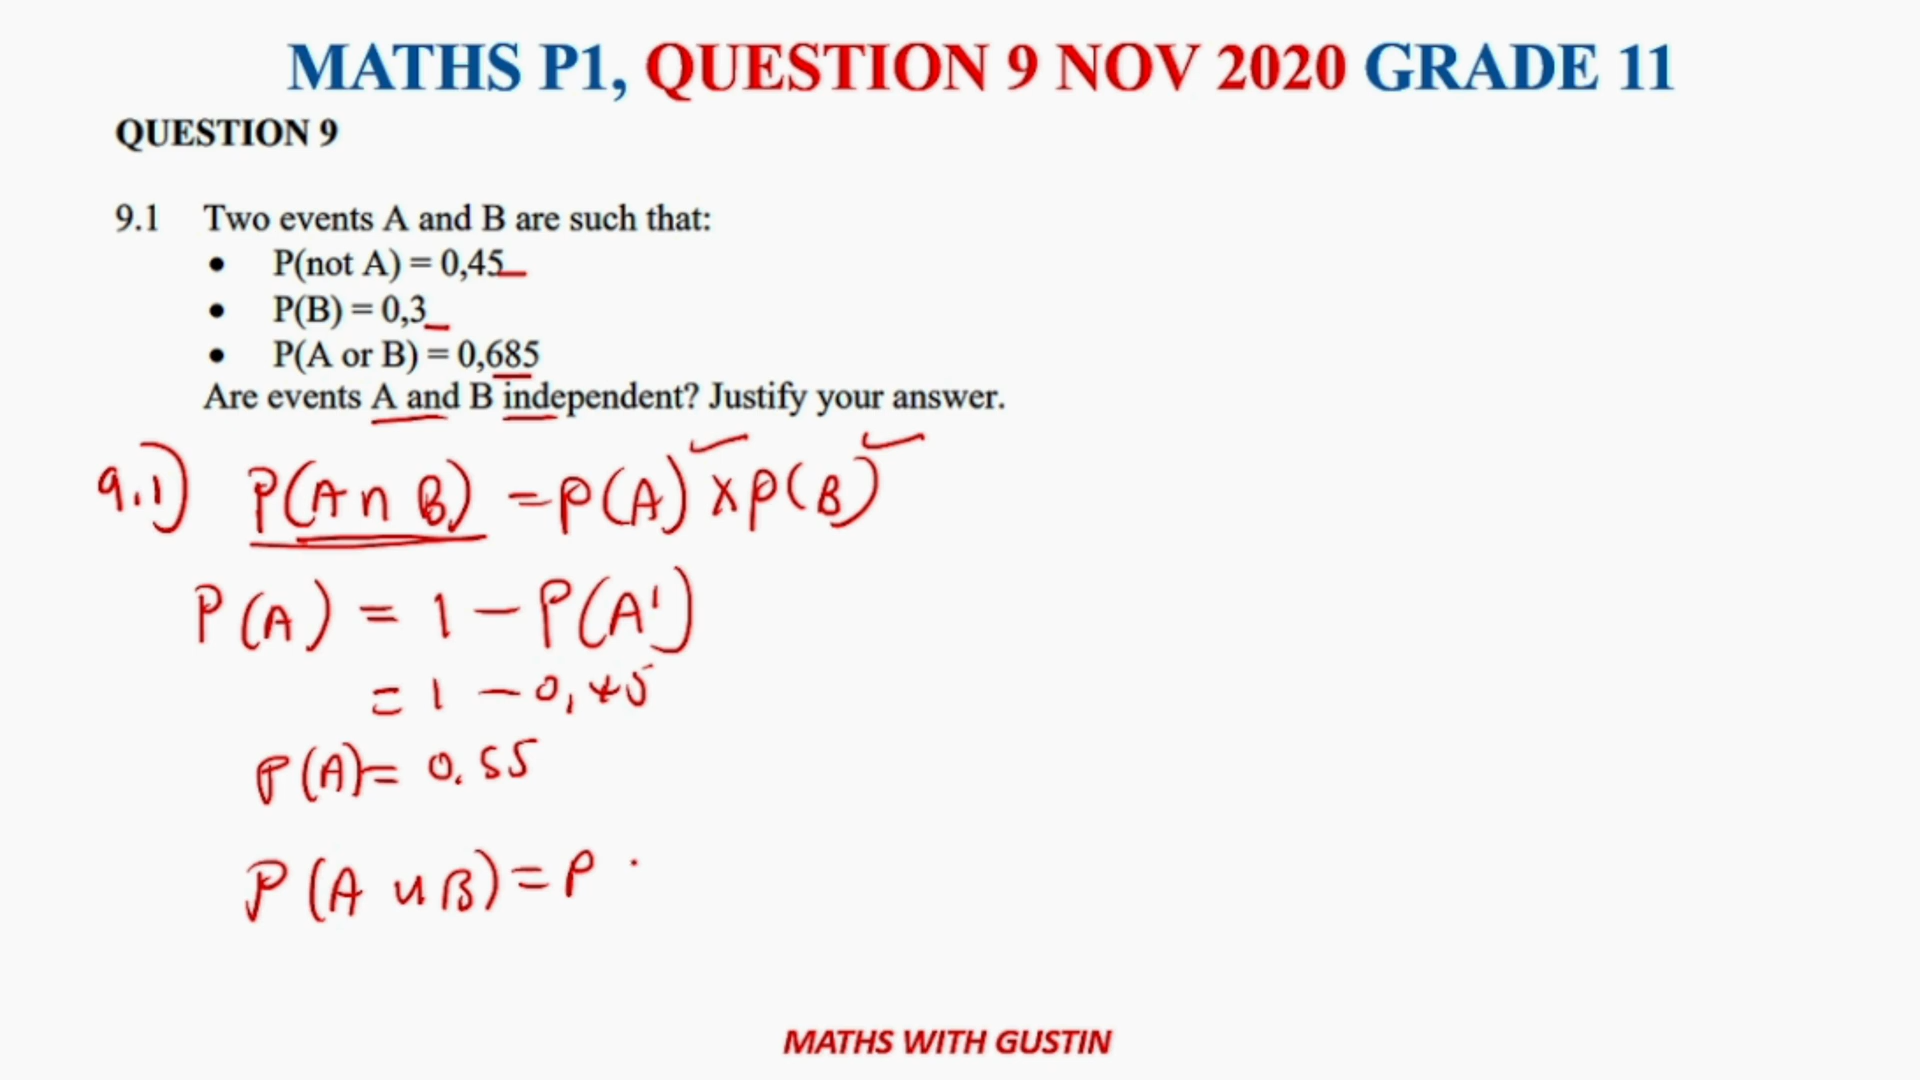 MATHS P1, QUESTION 9 NOV 2020 GRADE 11
QUESTION 9
9.1 Two events A and B are such that:
• P(not A) = 0,45
• P(B) = 0,3
• P(A or B) = 0,685
Are events A and B independent? Justify your answer.
9.1) P(A∩B) = P(A) × P(B)
P(A) = 1 - P(A')
= 1 - 0,45
P(A) = 0.55
P(A∪B) = P
MATHS WITH GUSTIN